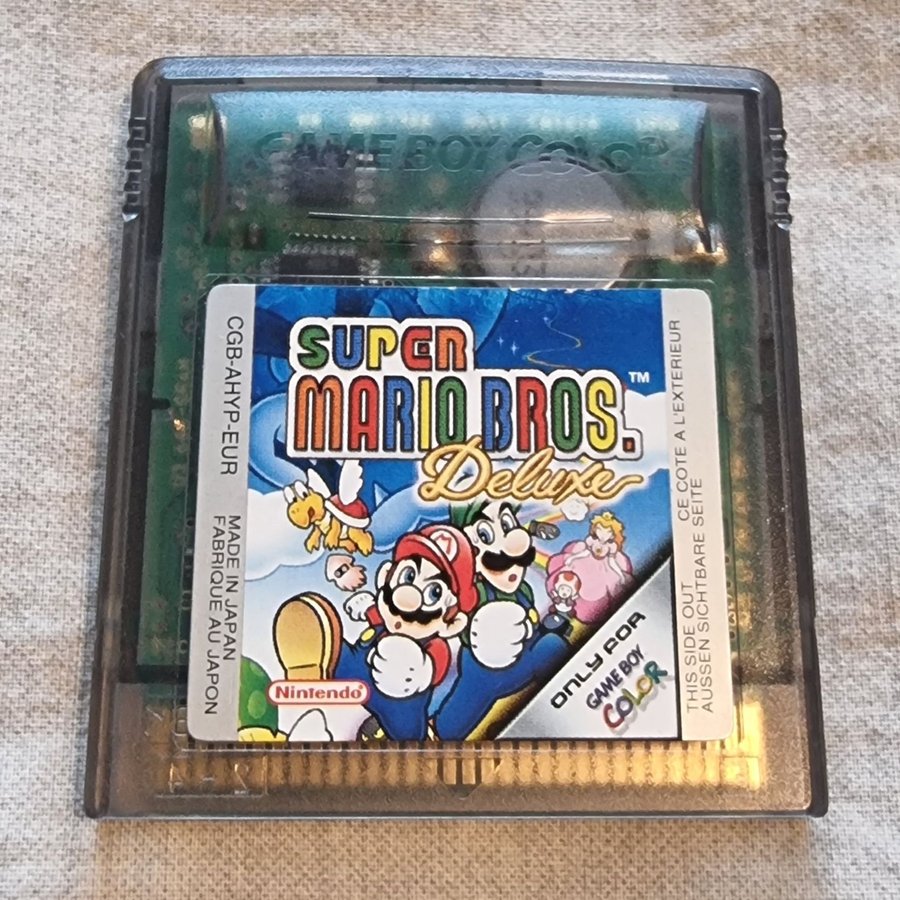 GAME BOY COLOR
SUPER
MARIO BROS.™
Deluxe
CGB-AHYP-EUR
MADE IN JAPAN
FABRIQUE AU JAPON
Nintendo
ONLY FOR
GAME BOY
COLOR
THIS SIDE OUT
CE COTE A L'EXTERIEUR
AUSSEN SICHTBARE SEITE